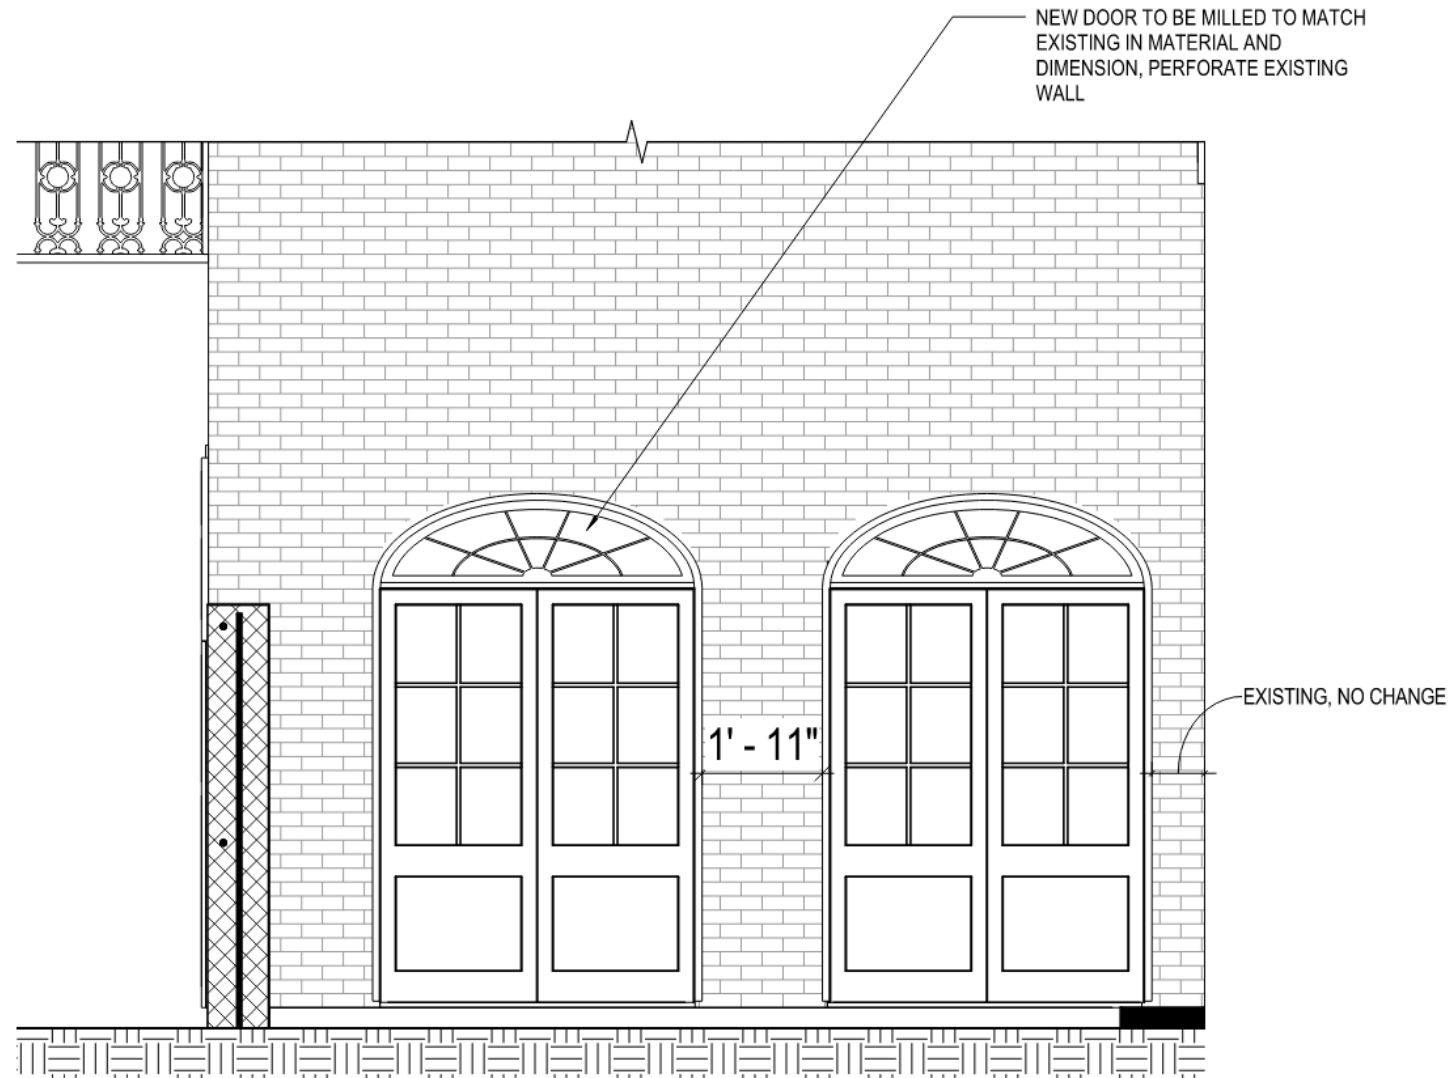 NEW DOOR TO BE MILLED TO MATCH
EXISTING IN MATERIAL AND
DIMENSION, PERFORATE EXISTING
WALL
EXISTING, NO CHANGE
1' - 11"